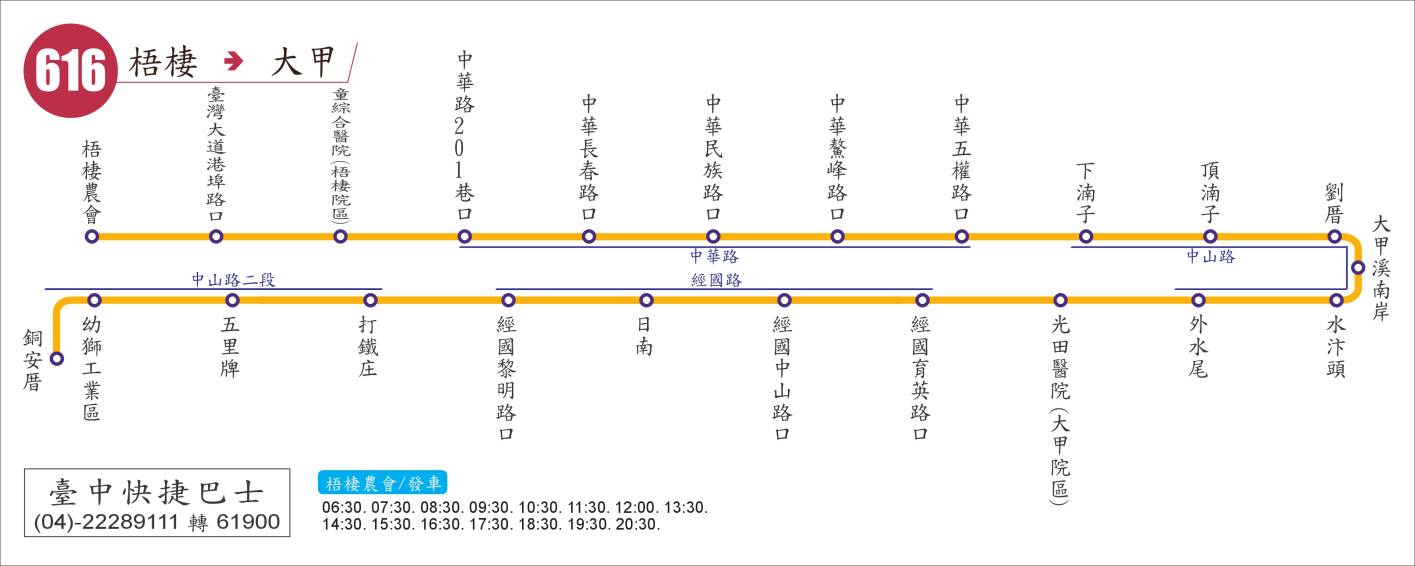 616 梧棲 → 大甲
梧棲農會
臺灣大道港埠路口
童綜合醫院(梧棲院區)
中華路201巷口
中華長春路口
中華民族路口
中華鰲峰路口
中華五權路口
下湳子
頂湳子
劉厝
大甲溪南岸
中華路
中山路
中山路二段
經國路
銅安厝
幼獅工業區
五里牌
打鐵庄
經國黎明路口
日南
經國中山路口
經國育英路口
光田醫院(大甲院區)
外水尾
水汴頭
臺中快捷巴士
(04)-22289111 轉 61900
梧棲農會/發車
06:30. 07:30. 08:30. 09:30. 10:30. 11:30. 12:00. 13:30.
14:30. 15:30. 16:30. 17:30. 18:30. 19:30. 20:30.